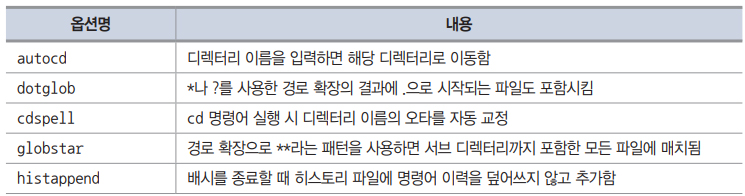 옵션명 내용
autocd 디렉터리 이름을 입력하면 해당 디렉터리로 이동함
dotglob *나 ?를 사용한 경로 확장의 결과에 .으로 시작되는 파일도 포함시킴
cdspell cd 명령어 실행 시 디렉터리 이름의 오타를 자동 교정
globstar 경로 확장으로 **라는 패턴을 사용하면 서브 디렉터리까지 포함한 모든 파일에 매치됨
histappend 배시를 종료할 때 히스토리 파일에 명령어 이력을 덮어쓰지 않고 추가함